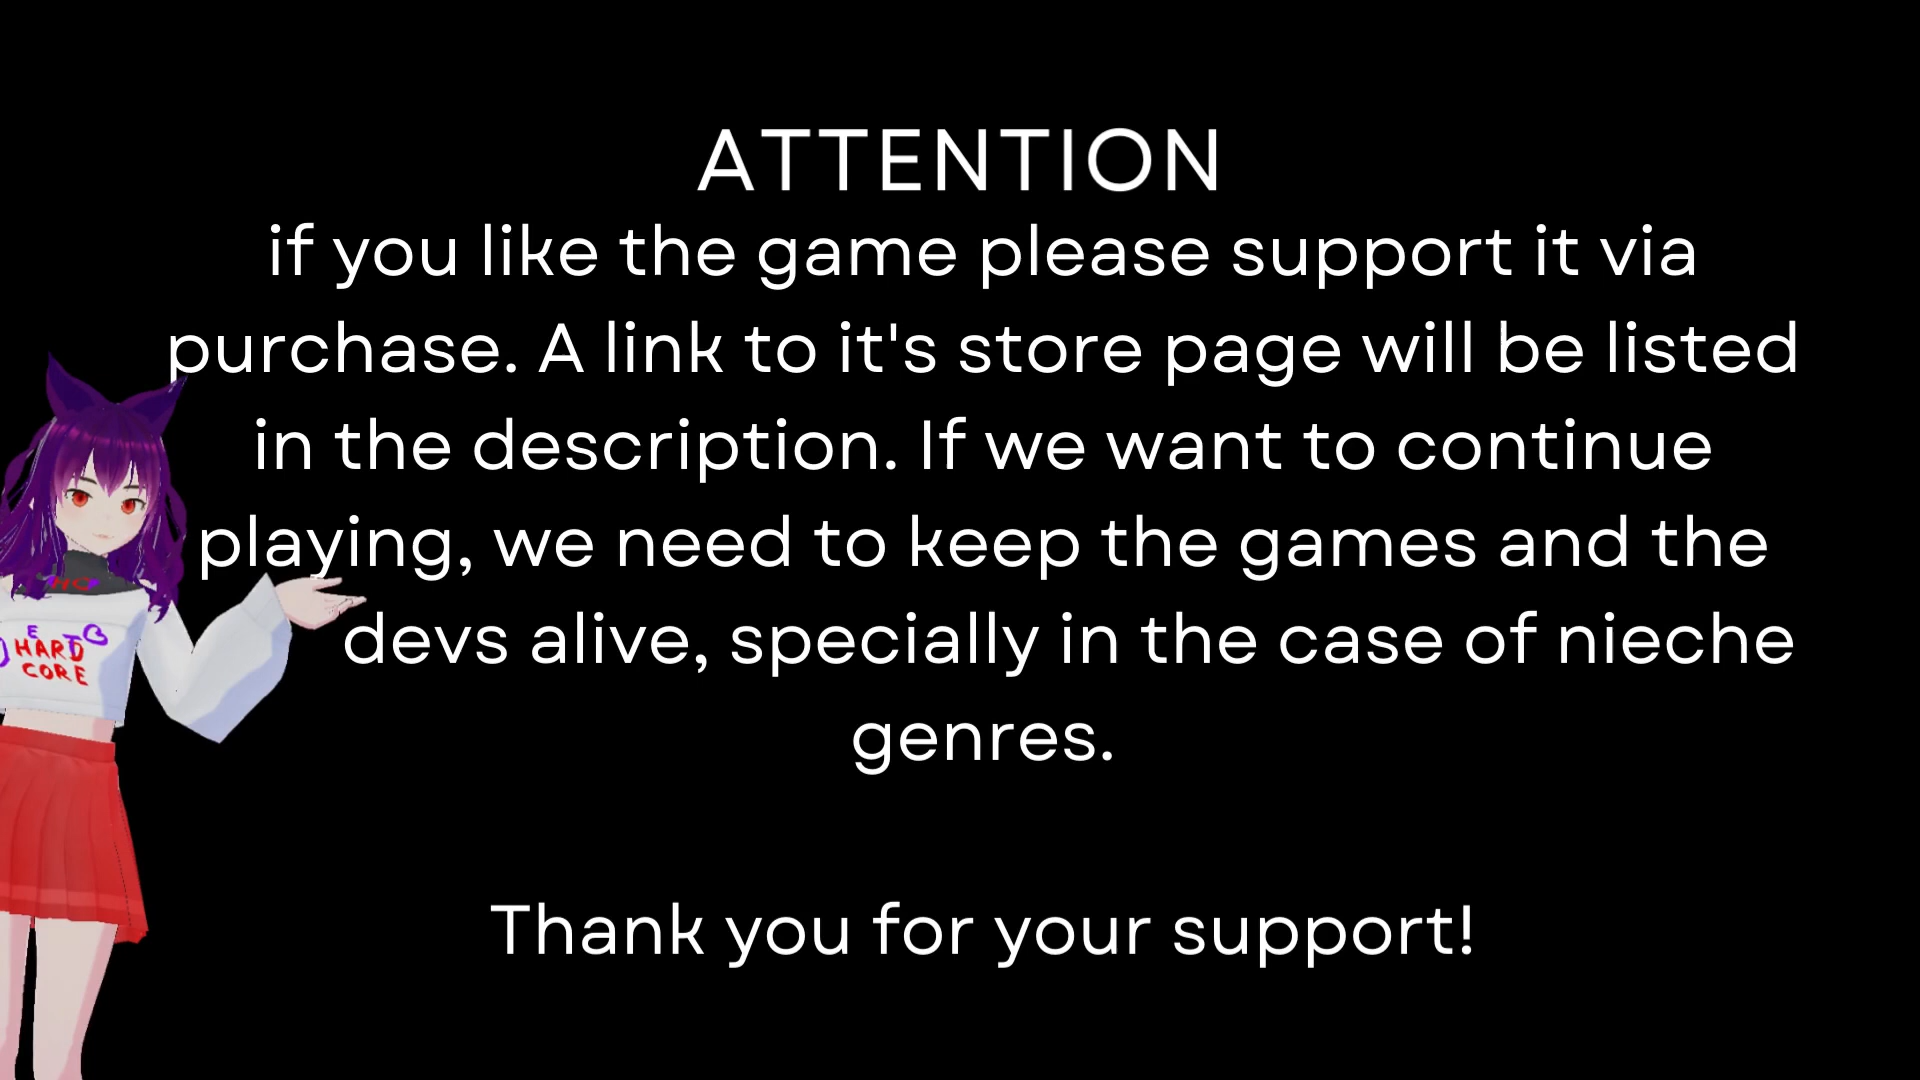 ATTENTION
if you like the game please support it via
purchase. A link to it's store page will be listed
in the description. If we want to continue
playing, we need to keep the games and the
devs alive, specially in the case of nieche
genres.
Thank you for your support!
HC
HARD
CORE